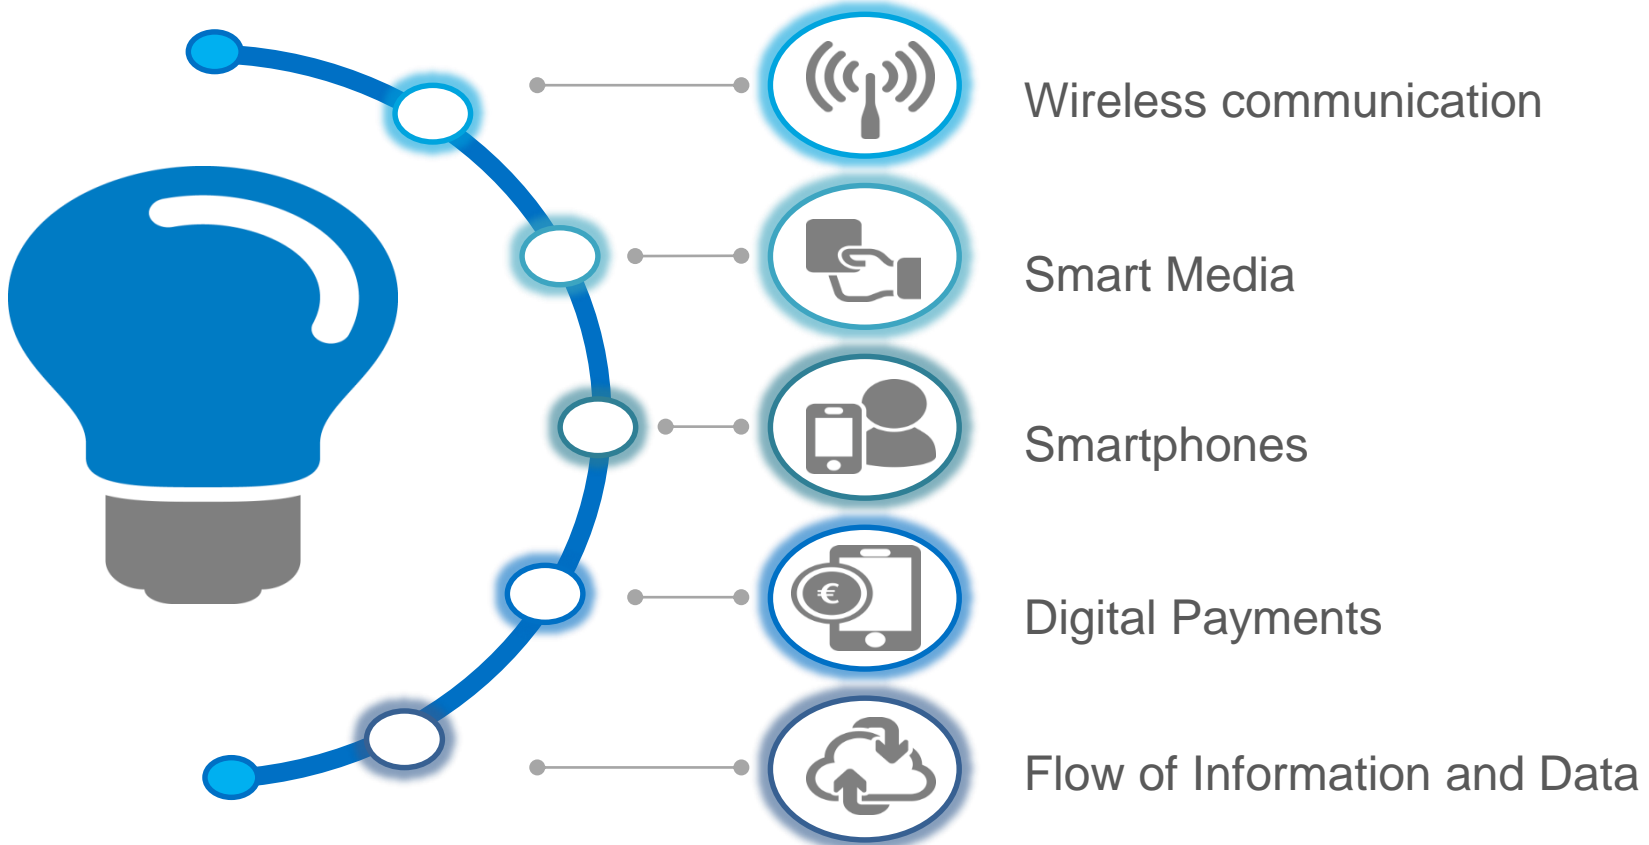 Wireless communication
Smart Media
Smartphones
€
Digital Payments
Flow of Information and Data